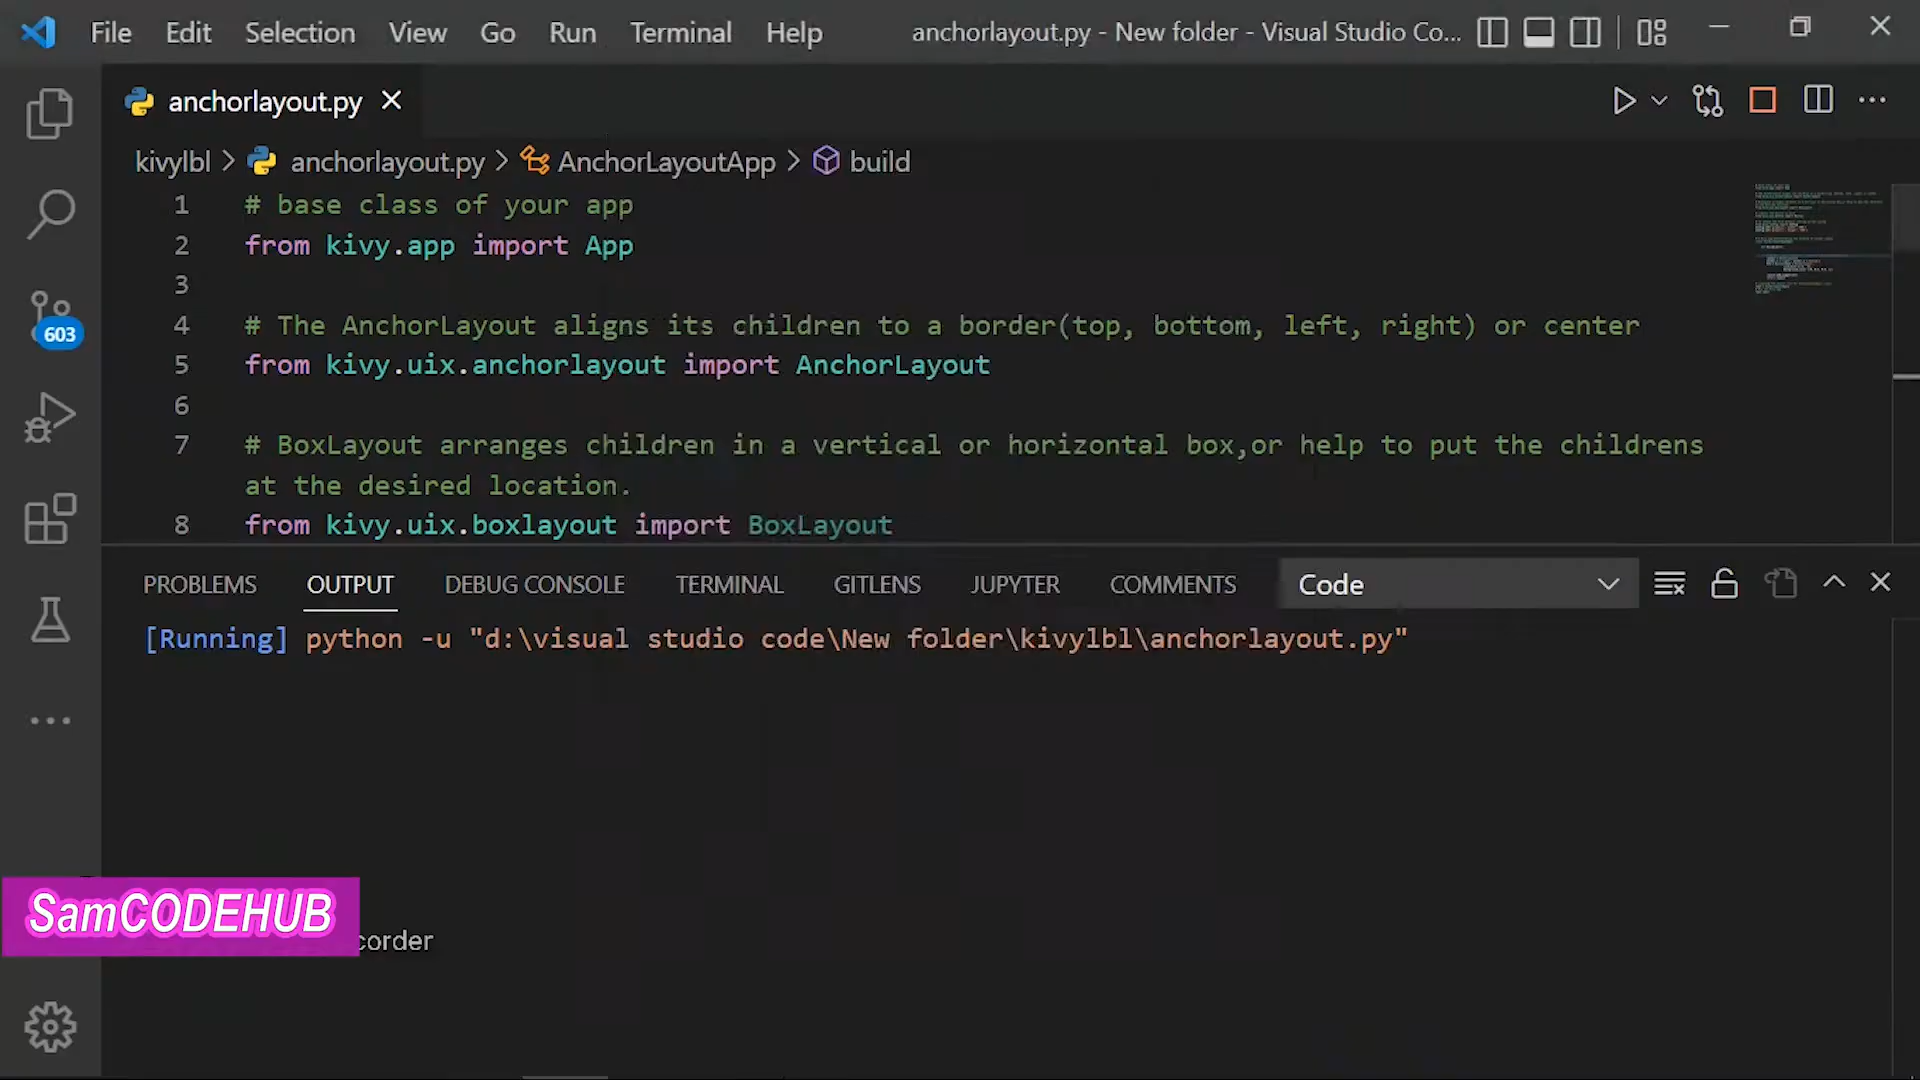 File Edit Selection View Go Run Terminal Help anchorlayout.py - New folder - Visual Studio Co...
anchorlayout.py
kivylbl > anchorlayout.py > AnchorLayoutApp > build
1 # base class of your app
2 from kivy.app import App
3
4 # The AnchorLayout aligns its children to a border(top, bottom, left, right) or center
5 from kivy.uix.anchorlayout import AnchorLayout
6
7 # BoxLayout arranges children in a vertical or horizontal box,or help to put the childrens
at the desired location.
8 from kivy.uix.boxlayout import BoxLayout
603
PROBLEMS OUTPUT DEBUG CONSOLE TERMINAL GITLENS JUPYTER COMMENTS Code
[Running] python -u "d:\visual studio code\New folder\kivylbl\anchorlayout.py"
SamCODEHUB
corder